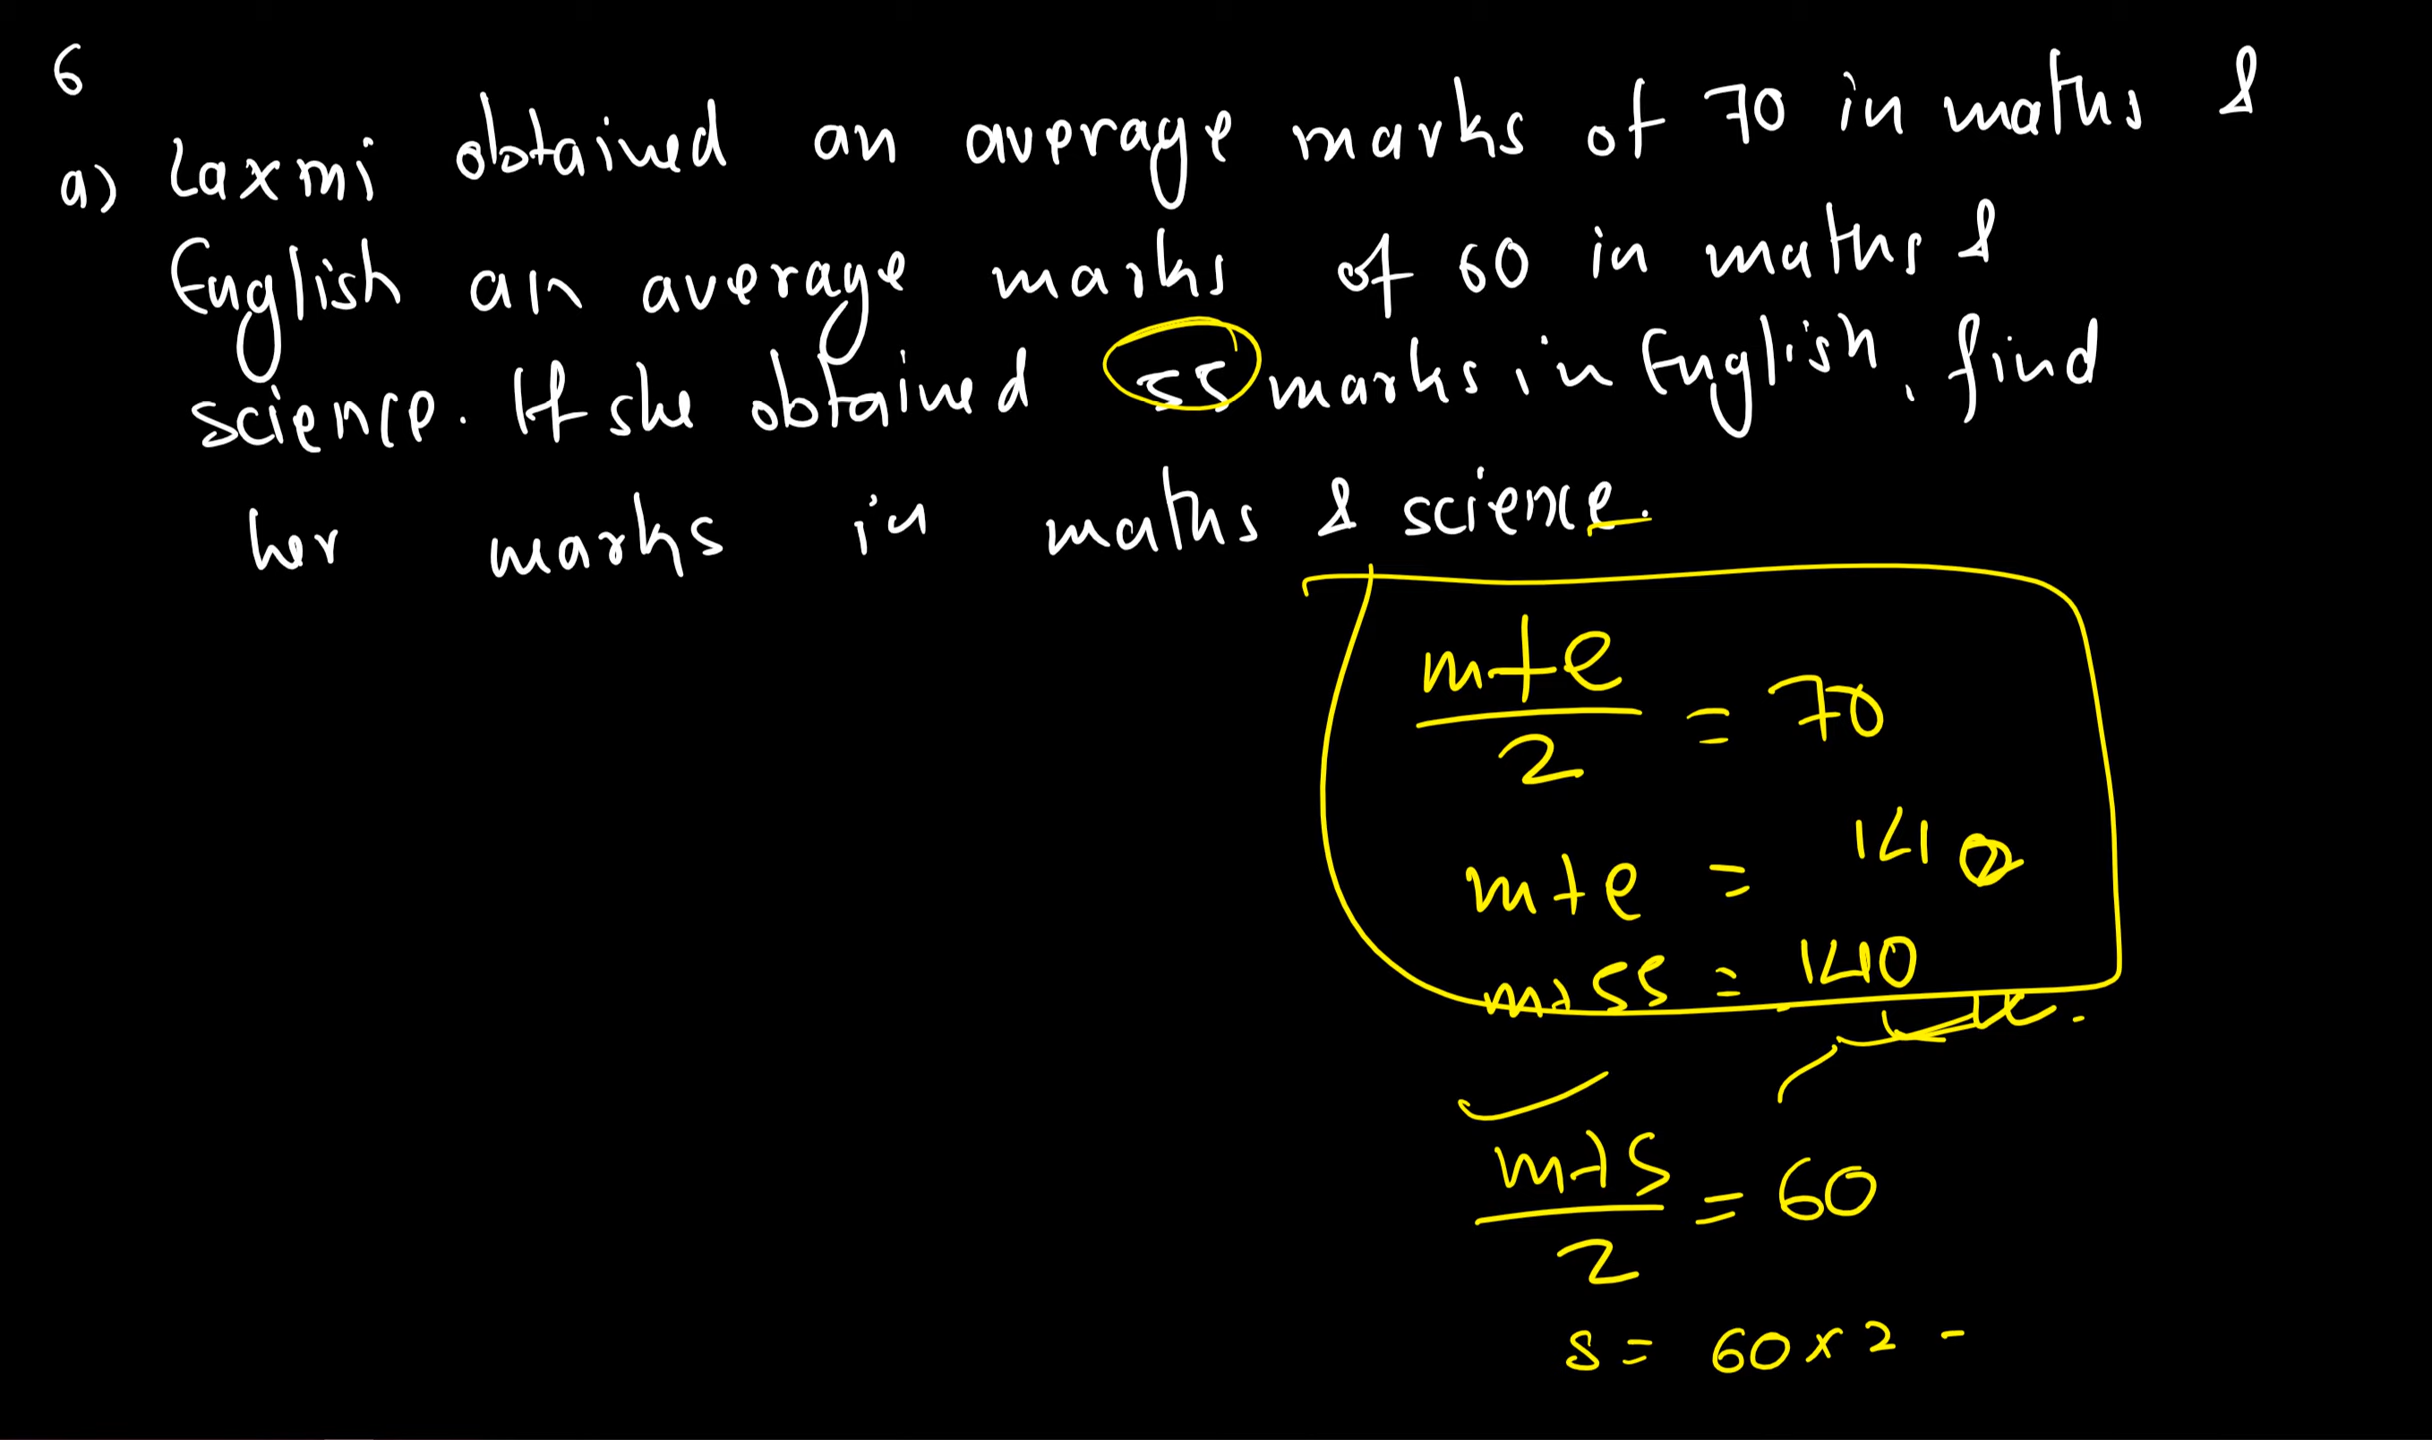 6
a) Laxmi obtained an average marks of 70 in maths &
English an average marks of 60 in maths &
science. If she obtained 55 marks in English, find
her marks in maths & science.
m+e
2
= 70
m+e = 140
m+55 = 140
m+s
2
= 60
s = 60 x 2 -